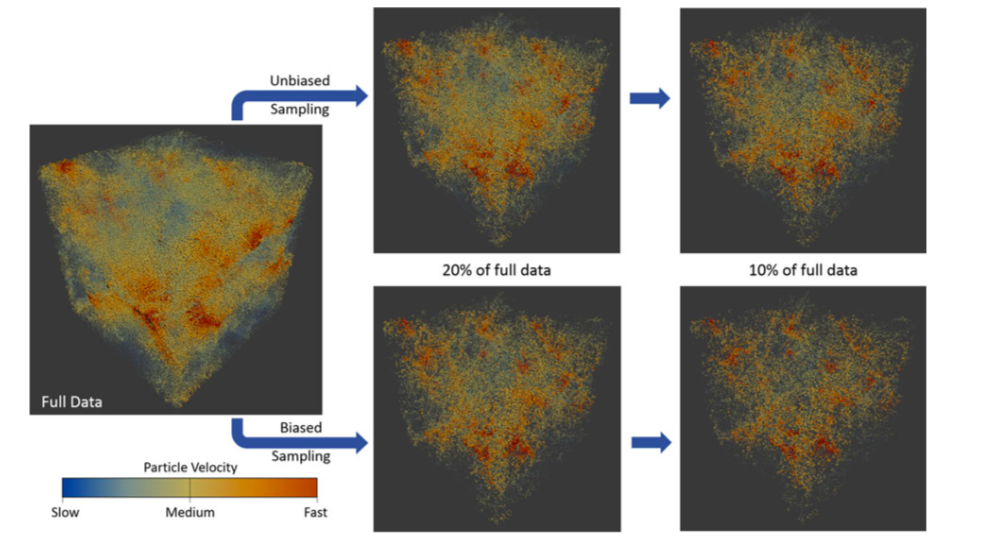 Unbiased
Sampling
20% of full data
10% of full data
Full Data
Biased
Sampling
Particle Velocity
Slow
Medium
Fast